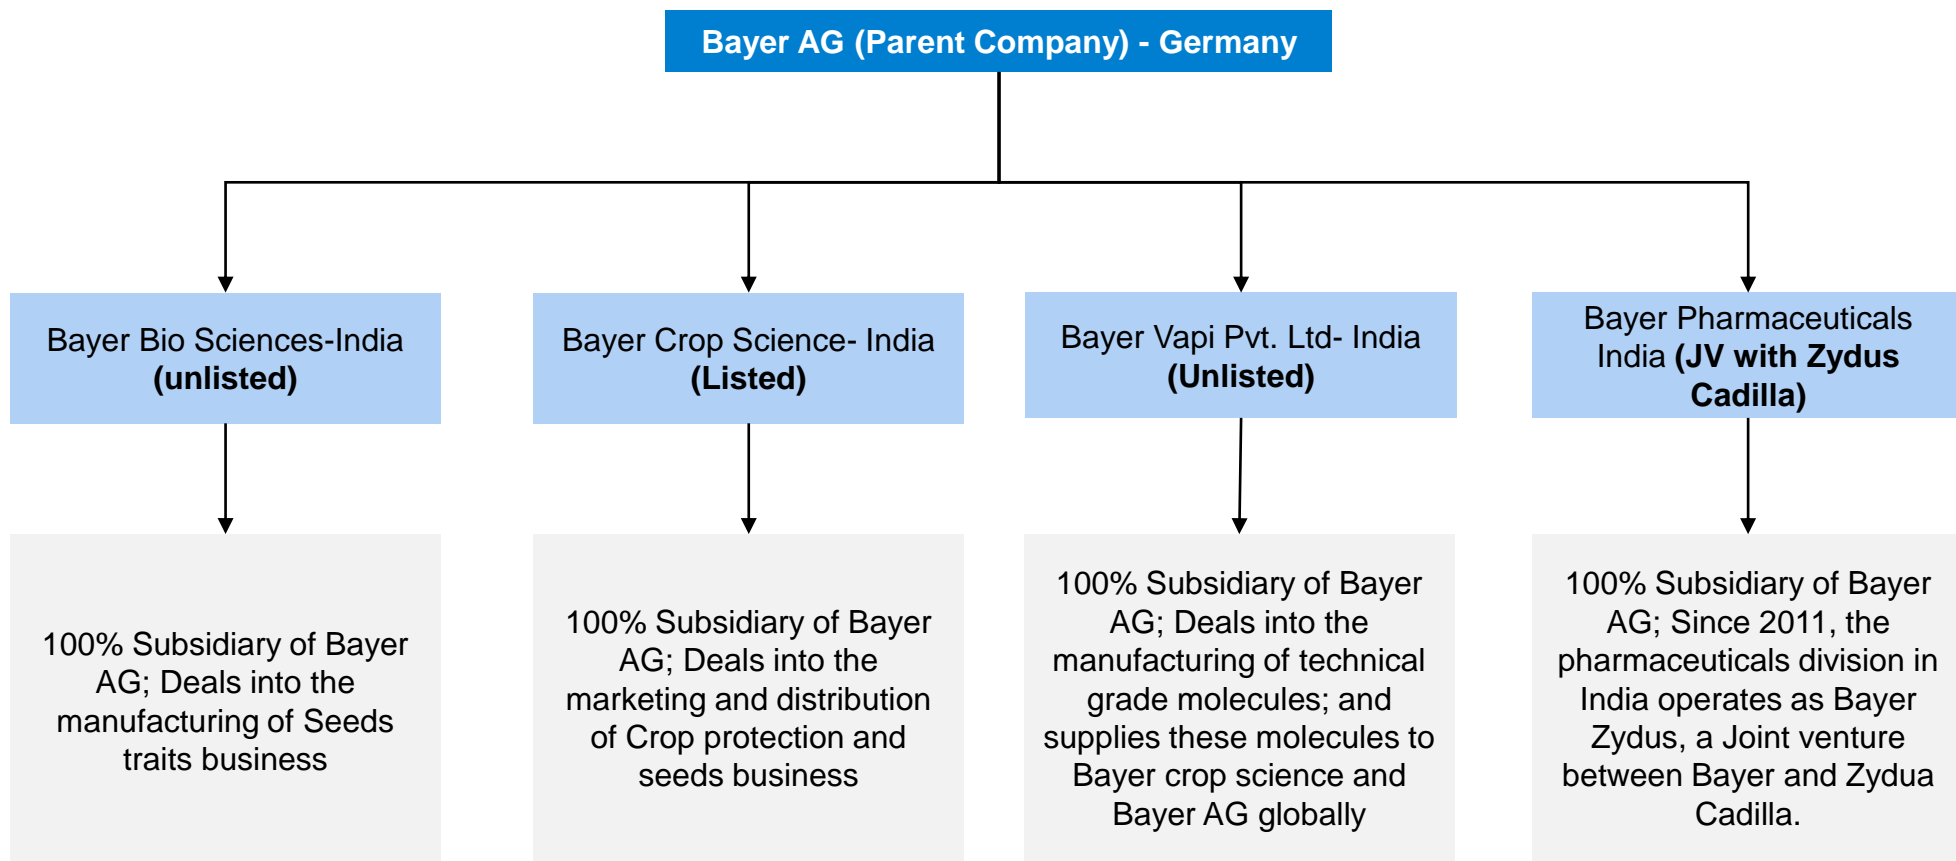 Bayer AG (Parent Company) - Germany
Bayer Bio Sciences-India
(unlisted)
Bayer Crop Science- India
(Listed)
Bayer Vapi Pvt. Ltd- India
(Unlisted)
Bayer Pharmaceuticals
India (JV with Zydus
Cadilla)
100% Subsidiary of Bayer
AG; Deals into the
manufacturing of Seeds
traits business
100% Subsidiary of Bayer
AG; Deals into the
marketing and distribution
of Crop protection and
seeds business
100% Subsidiary of Bayer
AG; Deals into the
manufacturing of technical
grade molecules; and
supplies these molecules to
Bayer crop science and
Bayer AG globally
100% Subsidiary of Bayer
AG; Since 2011, the
pharmaceuticals division in
India operates as Bayer
Zydus, a Joint venture
between Bayer and Zydua
Cadilla.